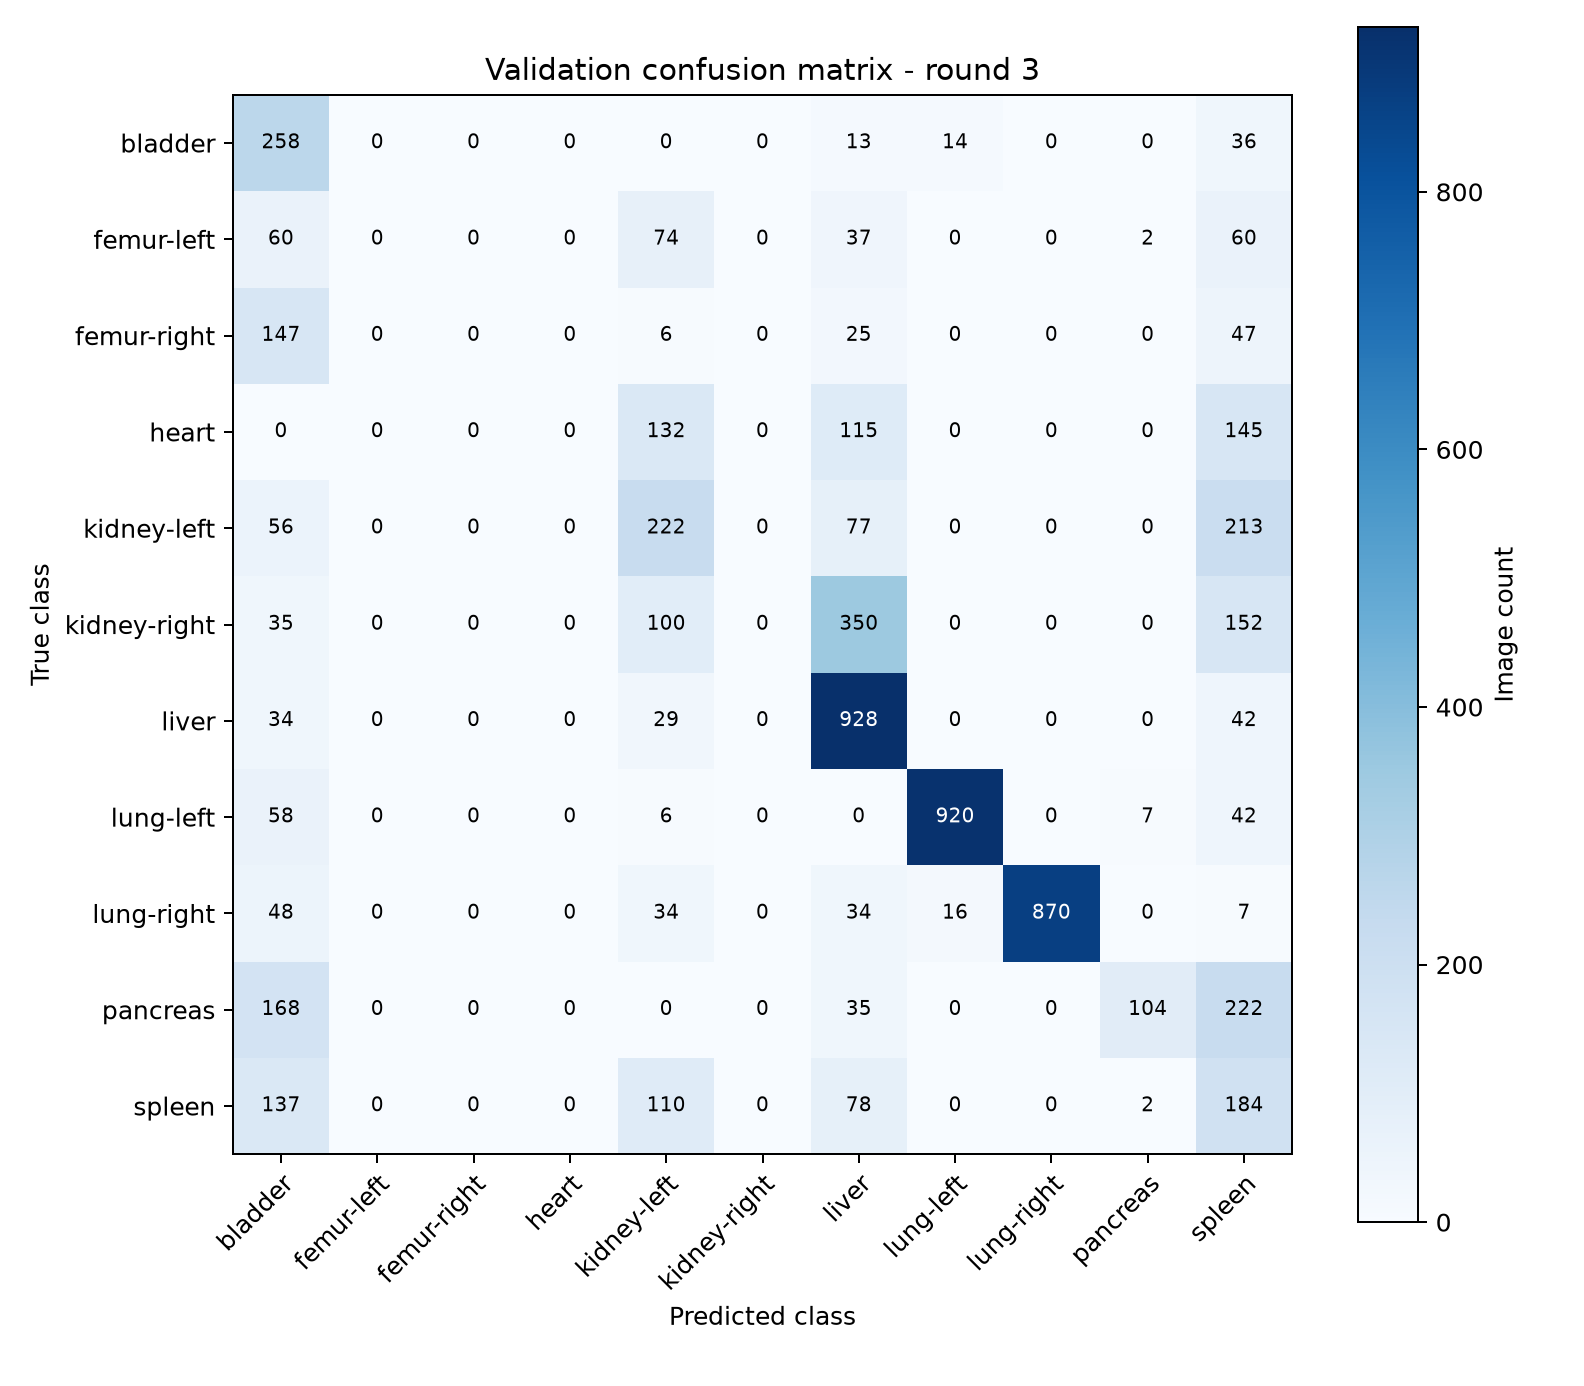 Validation confusion matrix - round 3
True class
bladder 258 0 0 0 0 0 13 14 0 0 36
femur-left 60 0 0 0 74 0 37 0 0 2 60
femur-right 147 0 0 0 6 0 25 0 0 0 47
heart 0 0 0 0 132 0 115 0 0 0 145
kidney-left 56 0 0 0 222 0 77 0 0 0 213
kidney-right 35 0 0 0 100 0 350 0 0 0 152
liver 34 0 0 0 29 0 928 0 0 0 42
lung-left 58 0 0 0 6 0 0 920 0 7 42
lung-right 48 0 0 0 34 0 34 16 870 0 7
pancreas 168 0 0 0 0 0 35 0 0 104 222
spleen 137 0 0 0 110 0 78 0 0 2 184
bladder femur-left femur-right heart kidney-left kidney-right liver lung-left lung-right pancreas spleen
Predicted class
800
600
400
200
0
Image count